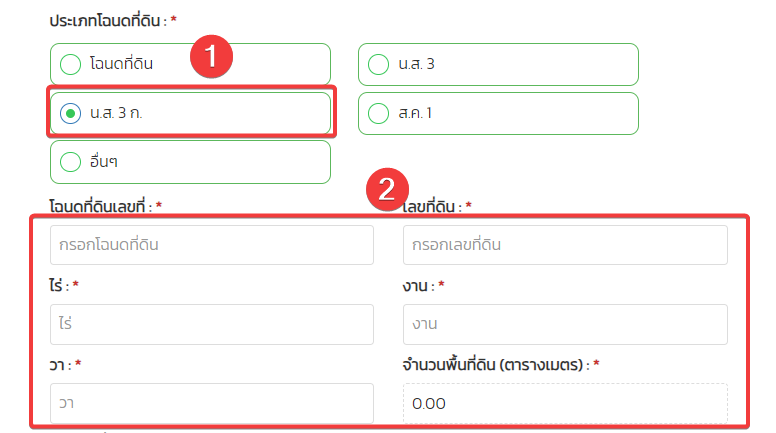 ประเภทโฉนดที่ดิน : *
1
โฉนดที่ดิน
น.ส. 3
น.ส. 3 ก.
ส.ค. 1
อื่นๆ
2
โฉนดที่ดินเลขที่ : *
เลขที่ดิน : *
กรอกโฉนดที่ดิน
กรอกเลขที่ดิน
ไร่ : *
งาน : *
ไร่
งาน
วา : *
จำนวนพื้นที่ดิน (ตารางเมตร) : *
วา
0.00